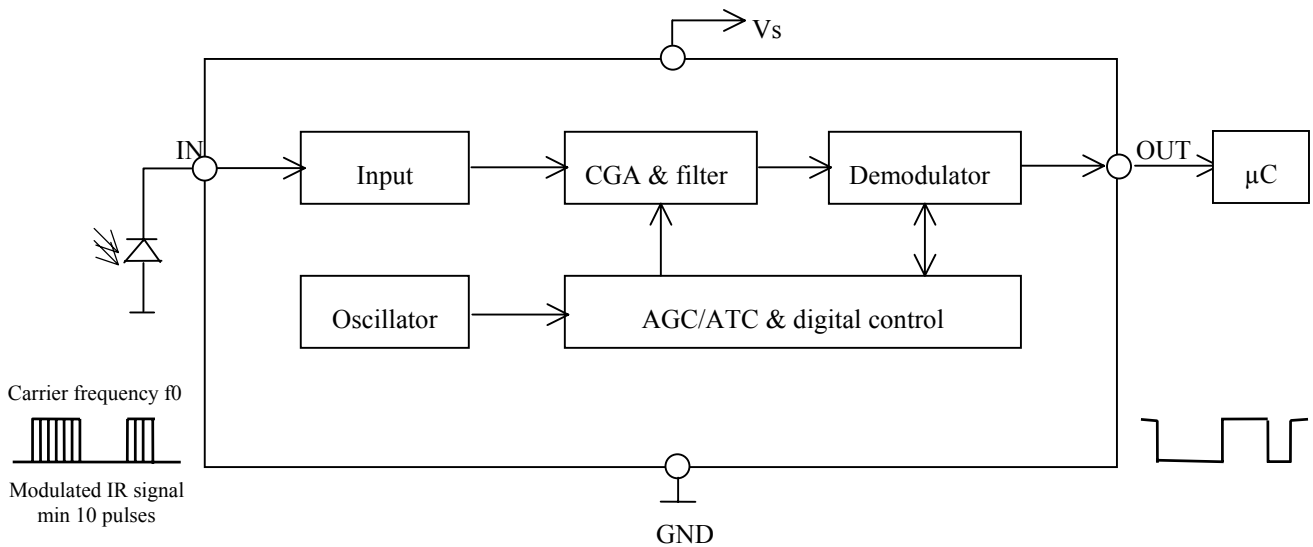 Vs
IN
Input
CGA & filter
Demodulator
OUT
µC
Oscillator
AGC/ATC & digital control
Carrier frequency f0
Modulated IR signal
min 10 pulses
GND